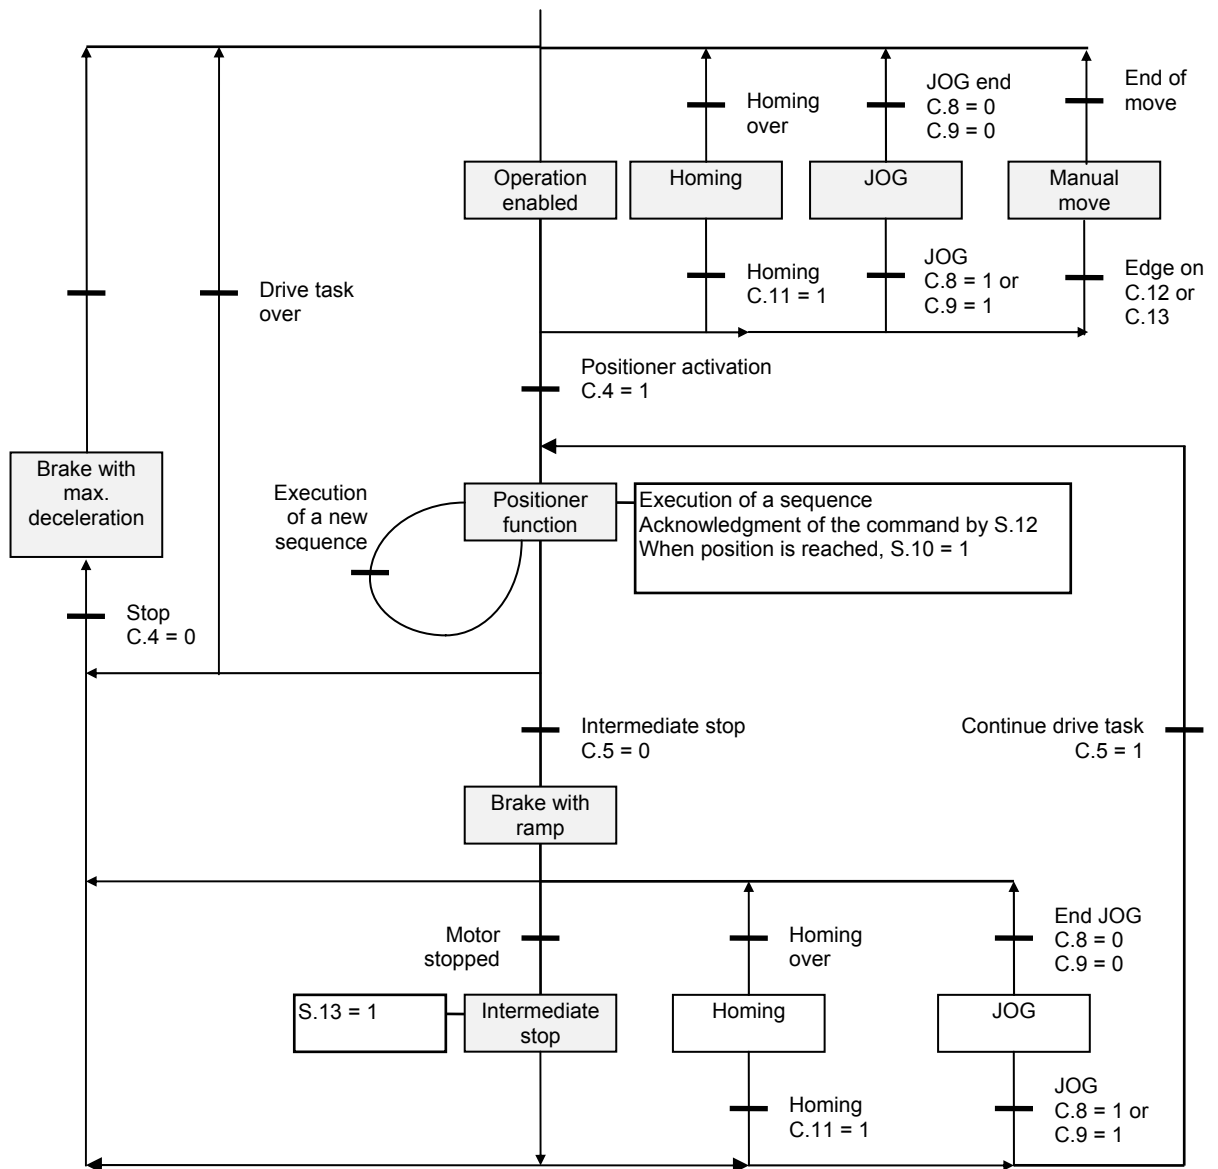 Homing
over
JOG end
C.8 = 0
C.9 = 0
End of
move
Operation
enabled
Homing
JOG
Manual
move
Homing
C.11 = 1
JOG
C.8 = 1 or
C.9 = 1
Edge on
C.12 or
C.13
Drive task
over
Positioner activation
C.4 = 1
Brake with
max.
deceleration
Execution
of a new
sequence
Positioner
function
Execution of a sequence
Acknowledgment of the command by S.12
When position is reached, S.10 = 1
Stop
C.4 = 0
Intermediate stop
C.5 = 0
Continue drive task
C.5 = 1
Brake with
ramp
Motor
stopped
Homing
over
End JOG
C.8 = 0
C.9 = 0
S.13 = 1
Intermediate
stop
Homing
JOG
Homing
C.11 = 1
JOG
C.8 = 1 or
C.9 = 1